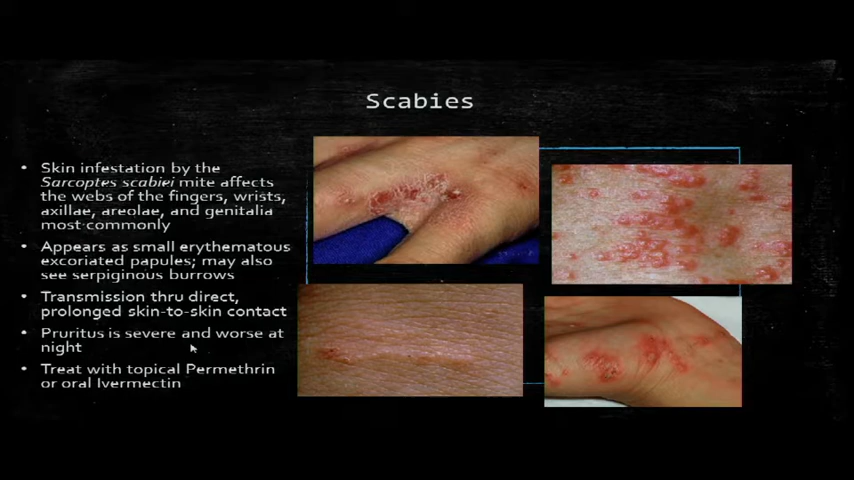 Scabies
• Skin infestation by the
Sarcoptes scabiei mite affects
the webs of the fingers, wrists,
axillae, areolae, and genitalia
most commonly
• Appears as small erythematous
excoriated papules; may also
see serpiginous burrows
• Transmission thru direct,
prolonged skin-to-skin contact
• Pruritus is severe and worse at
night
• Treat with topical Permethrin
or oral Ivermectin